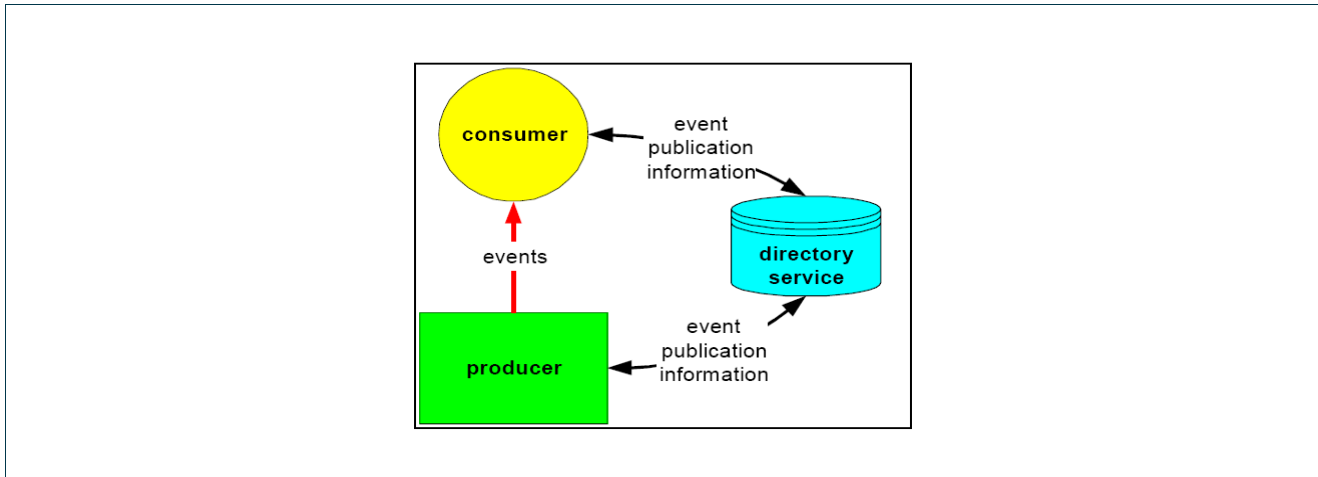 consumer
event
publication
information
directory
service
events
event
publication
information
producer